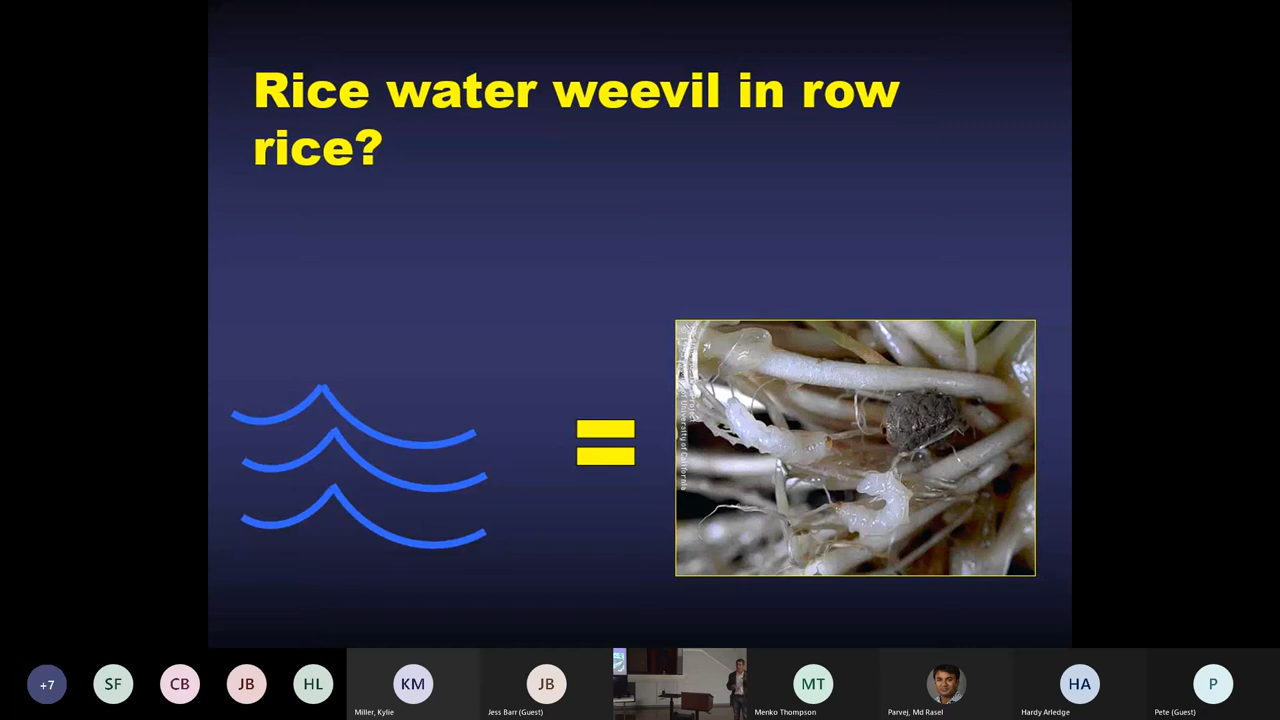 Rice water weevil in row
rice?
+7
SF
CB
JB
HL
KM
Miller, Kylie
JB
Jess Barr (Guest)
MT
Menko Thompson
Parvej, Md Rasel
HA
Hardy Arledge
P
Pete (Guest)